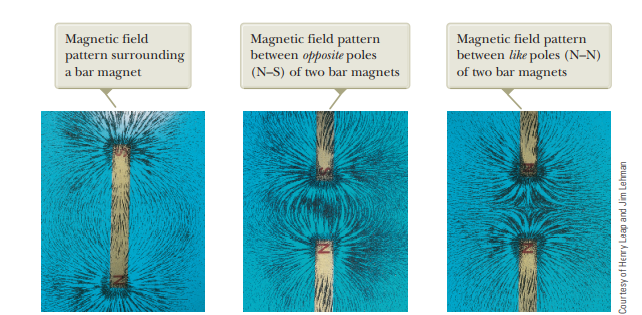 Magnetic field
pattern surrounding
a bar magnet
Magnetic field pattern
between opposite poles
(N–S) of two bar magnets
Magnetic field pattern
between like poles (N–N)
of two bar magnets
S
N
S
N
N
N
Courtesy of Henry Leap and Jim Lehman